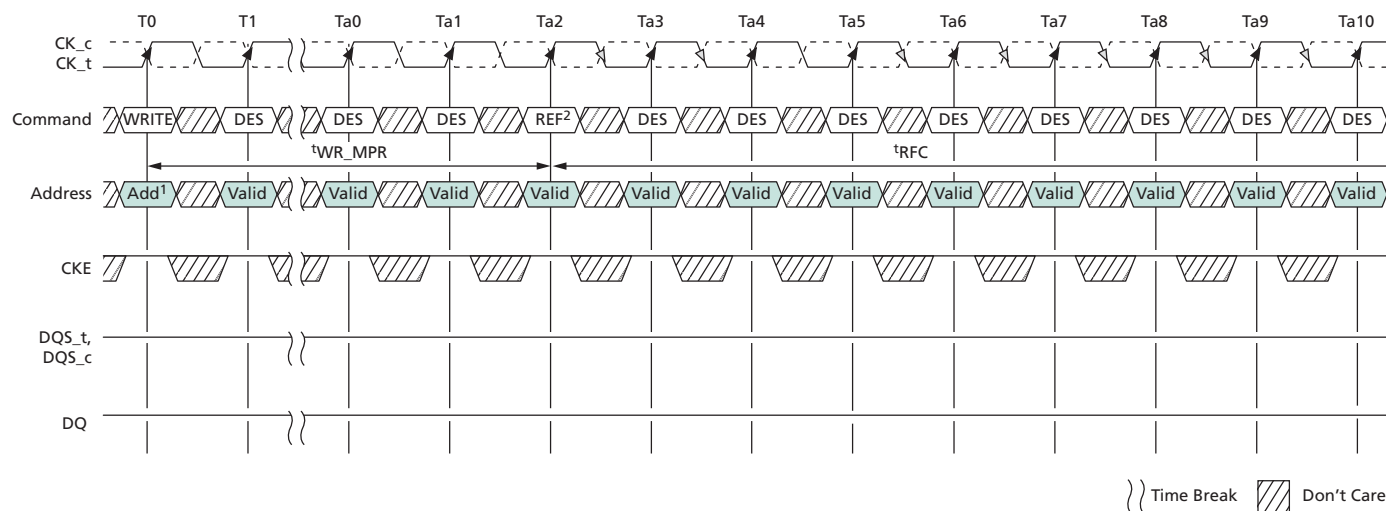 T0 T1 Ta0 Ta1 Ta2 Ta3 Ta4 Ta5 Ta6 Ta7 Ta8 Ta9 Ta10
CK_c
CK_t
Command WRITE DES DES DES REF2 DES DES DES DES DES DES DES DES
tWR_MPR tRFC
Address Add1 Valid Valid Valid Valid Valid Valid Valid Valid Valid Valid Valid Valid
CKE
DQS_t,
DQS_c
DQ
Time Break Don't Care